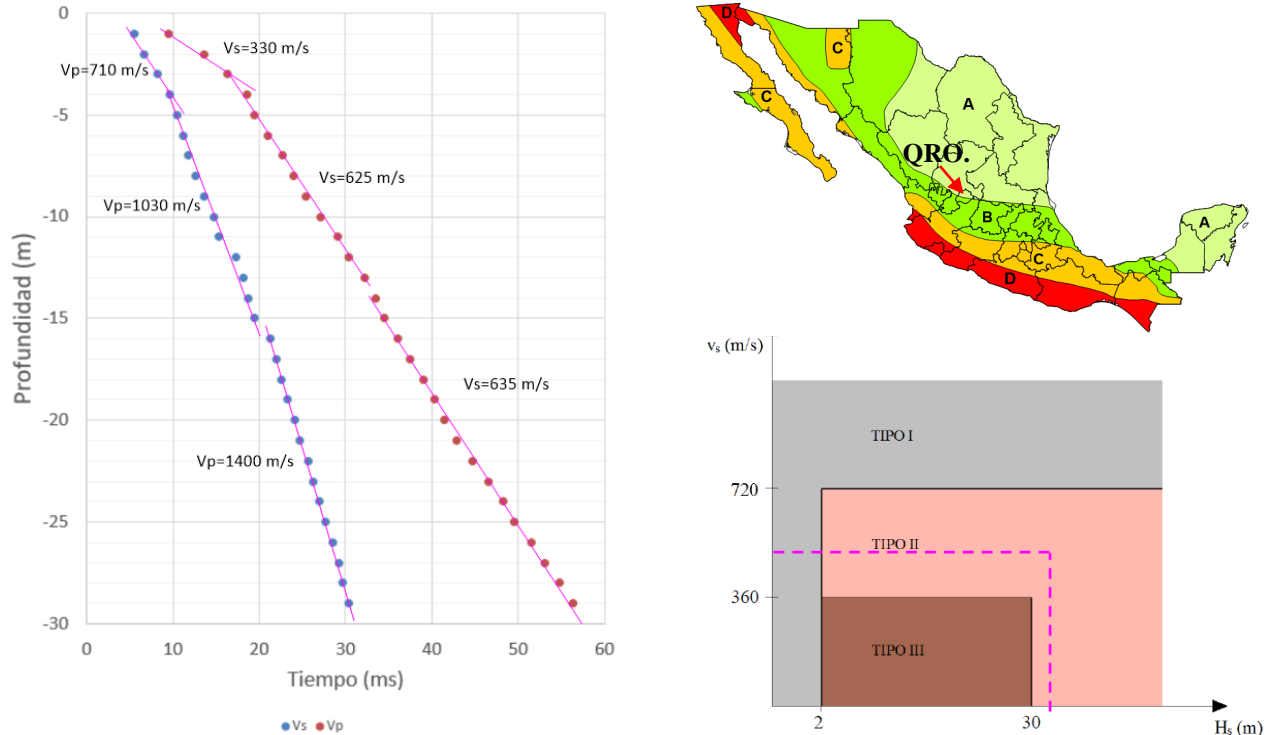 0
-5
-10
-15
-20
-25
-30
Profundidad (m)
Vs=330 m/s
Vp=710 m/s
Vs=625 m/s
Vp=1030 m/s
Vs=635 m/s
Vp=1400 m/s
0 10 20 30 40 50 60
Tiempo (ms)
Vs Vp
D
C
A
C
QRO.
B
A
C
D
vs (m/s)
TIPO I
720
TIPO II
360
TIPO III
2 30
Hs (m)